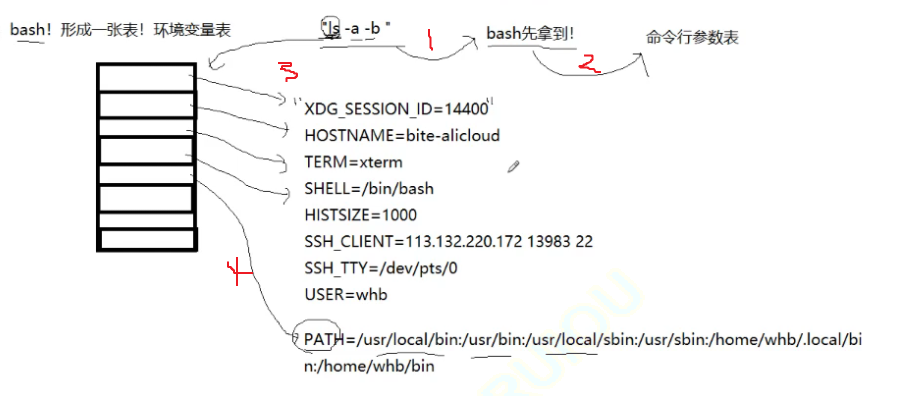 bash！形成一张表！环境变量表
"ls -a -b "
1
bash先拿到！
2
命令行参数表
3
"XDG_SESSION_ID=14400"
HOSTNAME=bite-alicloud
TERM=xterm
SHELL=/bin/bash
HISTSIZE=1000
SSH_CLIENT=113.132.220.172 13983 22
SSH_TTY=/dev/pts/0
USER=whb
4
PATH=/usr/local/bin:/usr/bin:/usr/local/sbin:/usr/sbin:/home/whb/.local/bi
n:/home/whb/bin